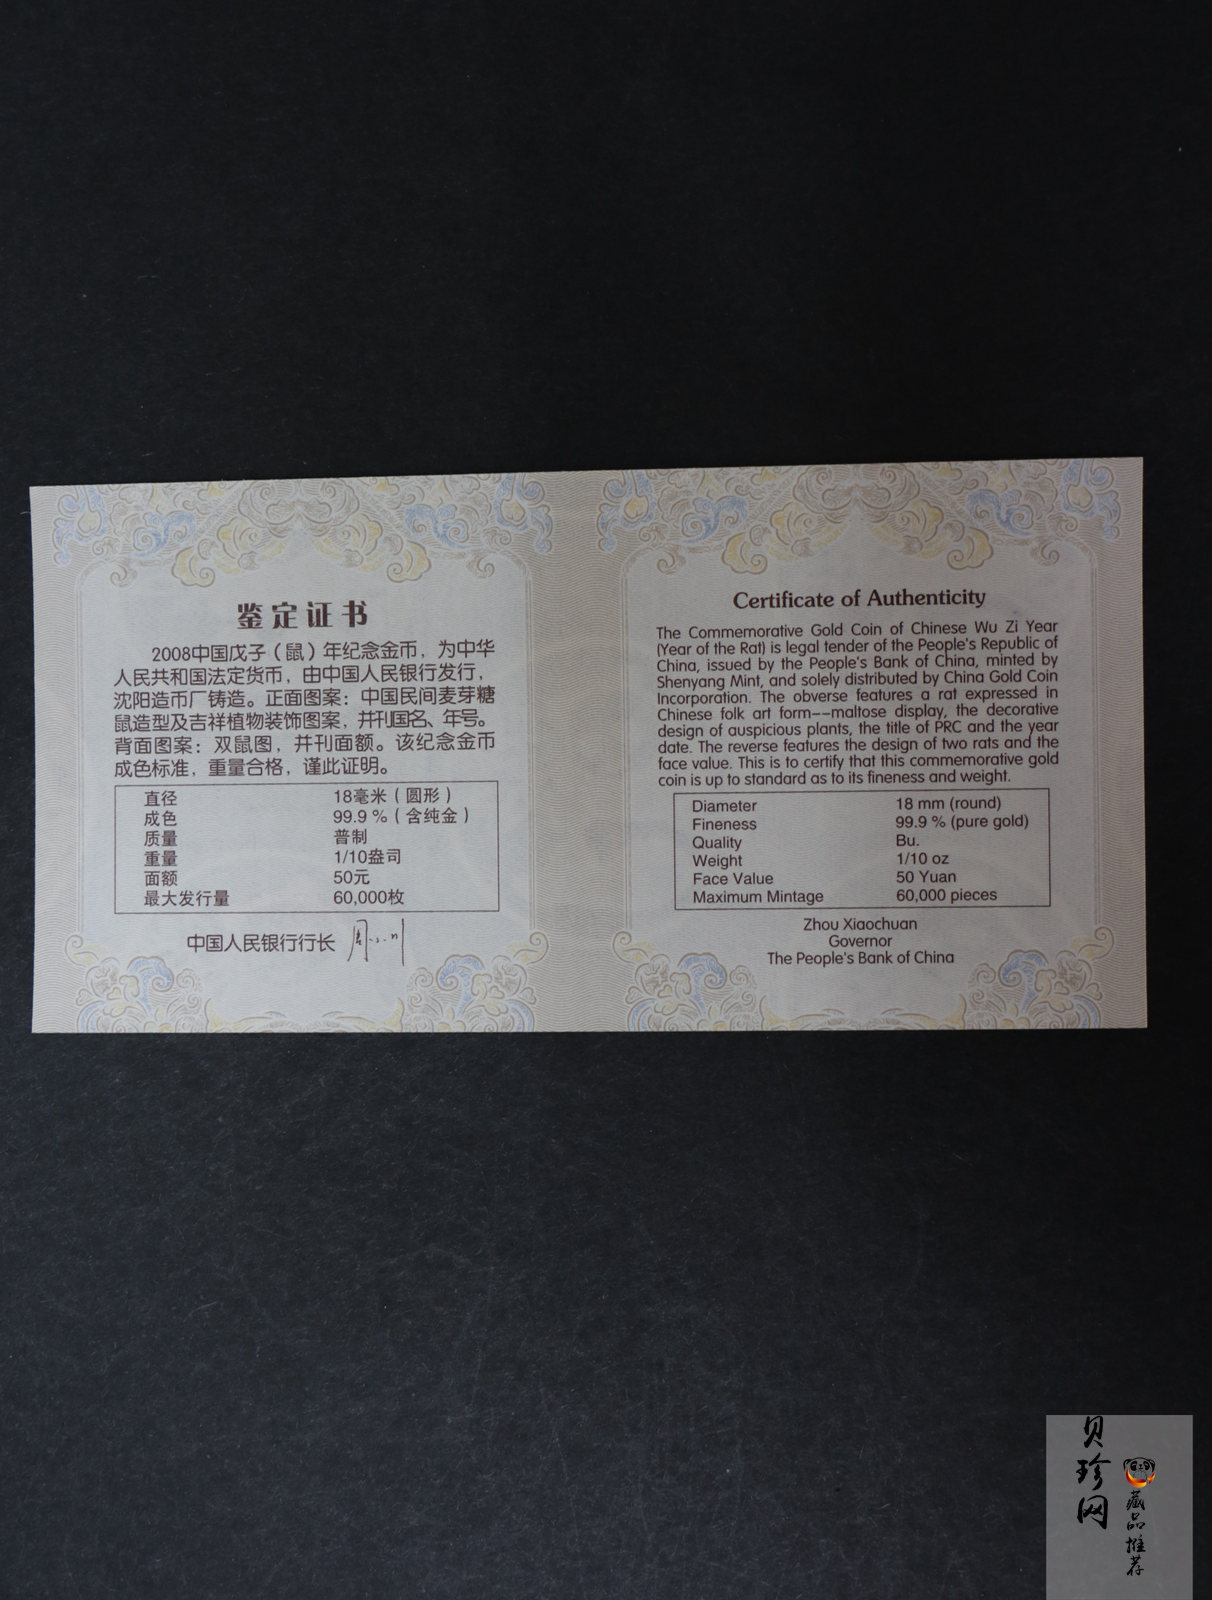 鉴定证书
2008中国戊子（鼠）年纪念金币，为中华
人民共和国法定货币，由中国人民银行发行，
沈阳造币厂铸造。正面图案：中国民间麦芽糖
鼠造型及吉祥植物装饰图案，并刊国名、年号。
背面图案：双鼠图，并刊面额。该纪念金币
成色标准，重量合格，谨此证明。
直径 18毫米（圆形）
成色 99.9 %（含纯金）
质量 普制
重量 1/10盎司
面额 50元
最大发行量 60,000枚
中国人民银行行长
Certificate of Authenticity
The Commemorative Gold Coin of Chinese Wu Zi Year
(Year of the Rat) is legal tender of the People's Republic of
China, issued by the People's Bank of China, minted by
Shenyang Mint, and solely distributed by China Gold Coin
Incorporation. The obverse features a rat expressed in
Chinese folk art form--maltose display, the decorative
design of auspicious plants, the title of PRC and the year
date. The reverse features the design of two rats and the
face value. This is to certify that this commemorative gold
coin is up to standard as to its fineness and weight.
Diameter 18 mm (round)
Fineness 99.9 % (pure gold)
Quality Bu.
Weight 1/10 oz
Face Value 50 Yuan
Maximum Mintage 60,000 pieces
Zhou Xiaochuan
Governor
The People's Bank of China
贝珍网
藏品推荐